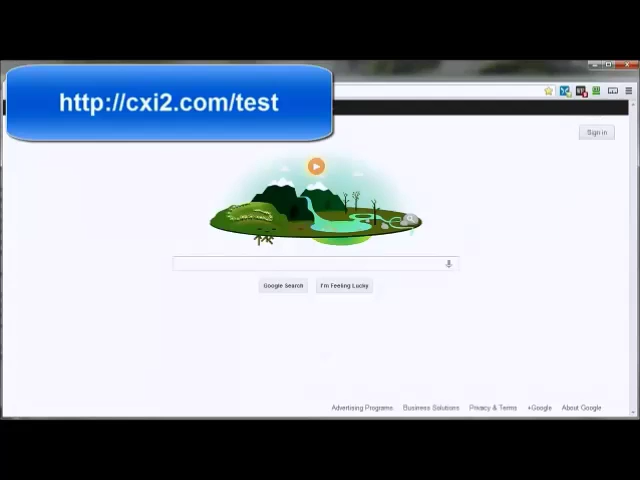 http://cxi2.com/test
Sign in
Google Search
I'm Feeling Lucky
Advertising Programs
Business Solutions
Privacy & Terms
+Google
About Google